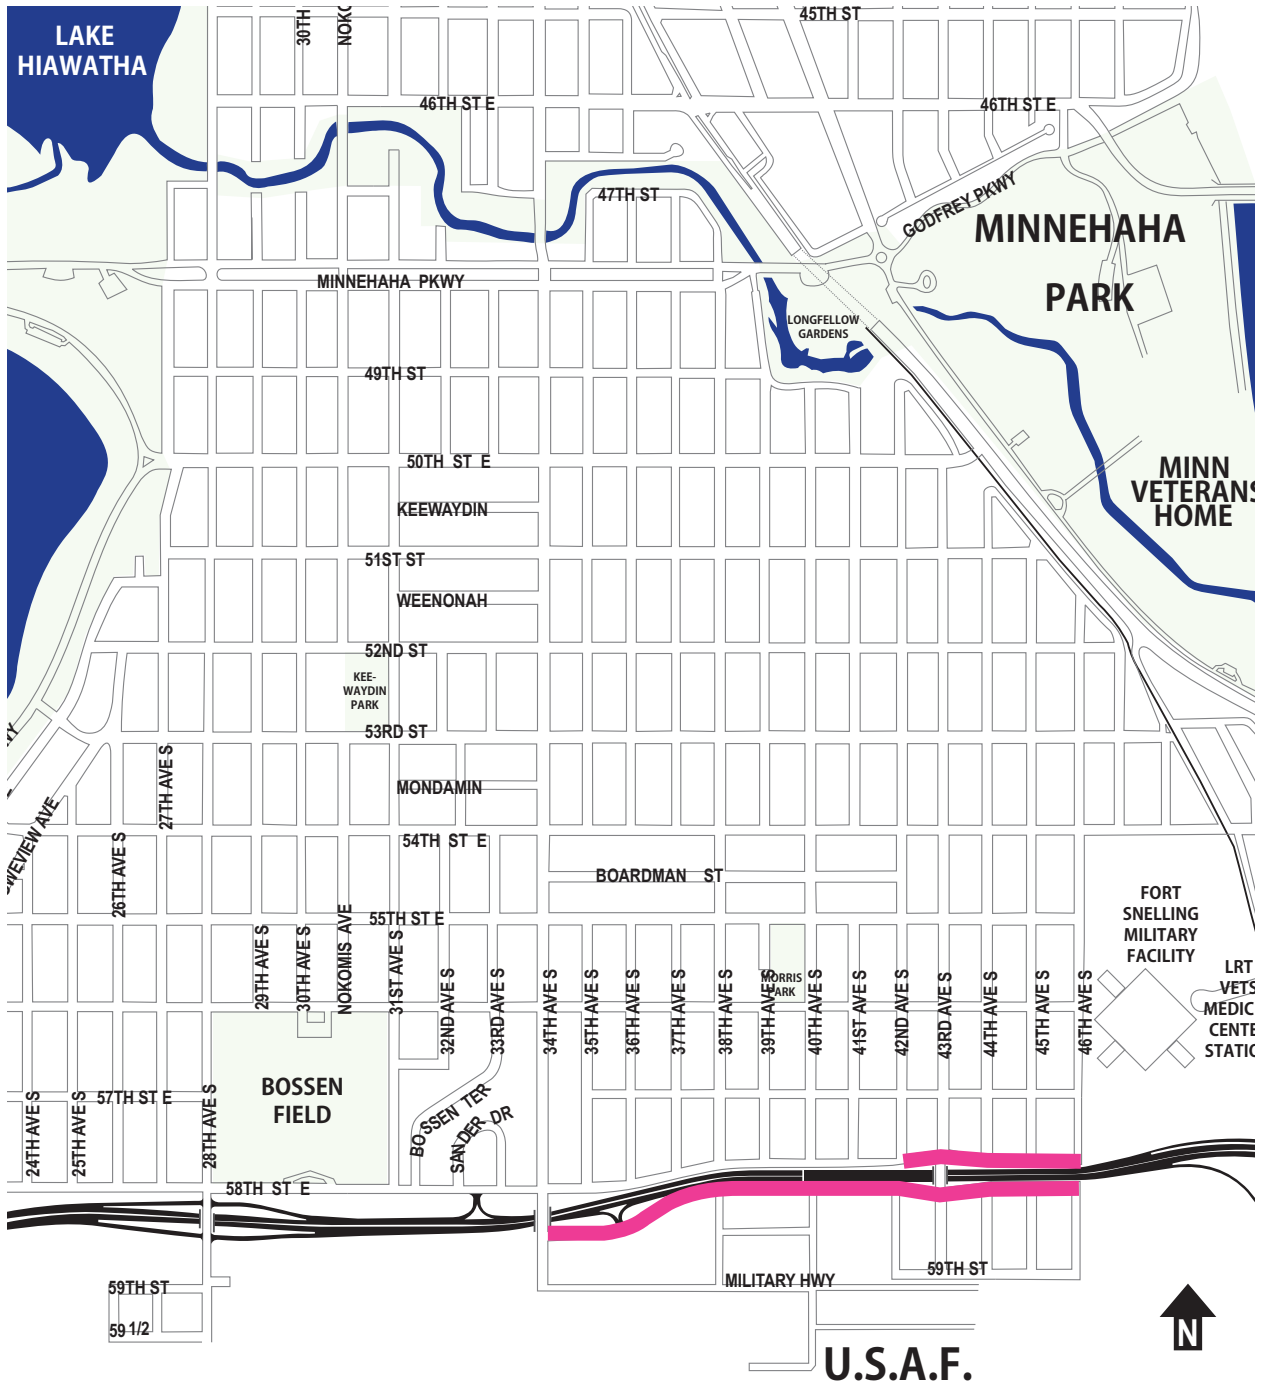 45TH ST
30TH
LAKE
HIAWATHA
46TH ST E
46TH ST E
47TH ST
GODFREY PKWY
MINNEHAHA
PARK
MINNEHAHA PKWY
LONGFELLOW
GARDENS
49TH ST
50TH ST E
MINN
VETERANS
HOME
KEEWAYDIN
51ST ST
WEENONAH
52ND ST
KEE-
WAYDIN
PARK
53RD ST
27TH AVE S
MONDAMIN
26TH AVE S
54TH ST E
BOARDMAN ST
55TH ST E
FORT
SNELLING
MILITARY
FACILITY
29TH AVE S
30TH AVE S
NOKOMIS AVE
31ST AVE S
32ND AVE S
33RD AVE S
34TH AVE S
35TH AVE S
36TH AVE S
37TH AVE S
38TH AVE S
39TH AVE S
MORRIS
PARK
40TH AVE S
41ST AVE S
42ND AVE S
43RD AVE S
44TH AVE S
45TH AVE S
46TH AVE S
LRT
VETS
BOSSEN
FIELD
57TH ST E
24TH AVE S
25TH AVE S
28TH AVE S
BOSSEN TER
SANDER DR
58TH ST E
59TH ST
MILITARY HWY
59TH ST
59 1/2
N
U.S.A.F.